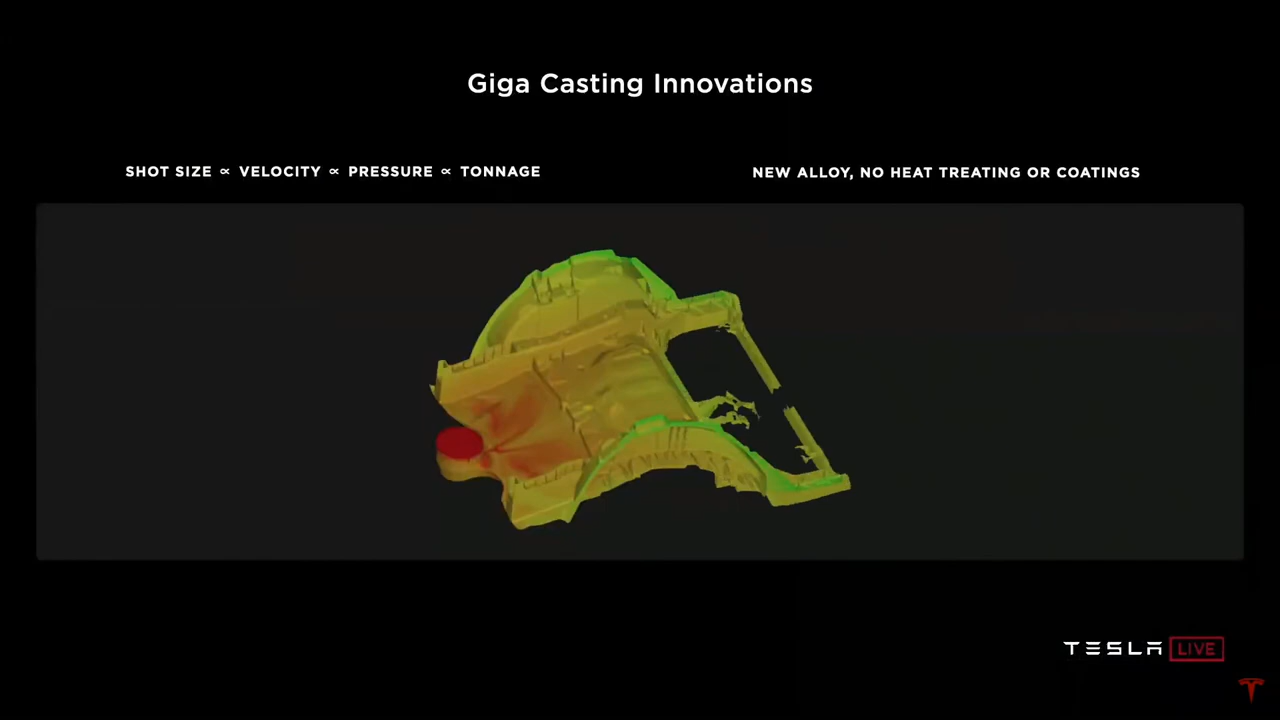 Giga Casting Innovations
SHOT SIZE ∝ VELOCITY ∝ PRESSURE ∝ TONNAGE
NEW ALLOY, NO HEAT TREATING OR COATINGS
TESLA LIVE